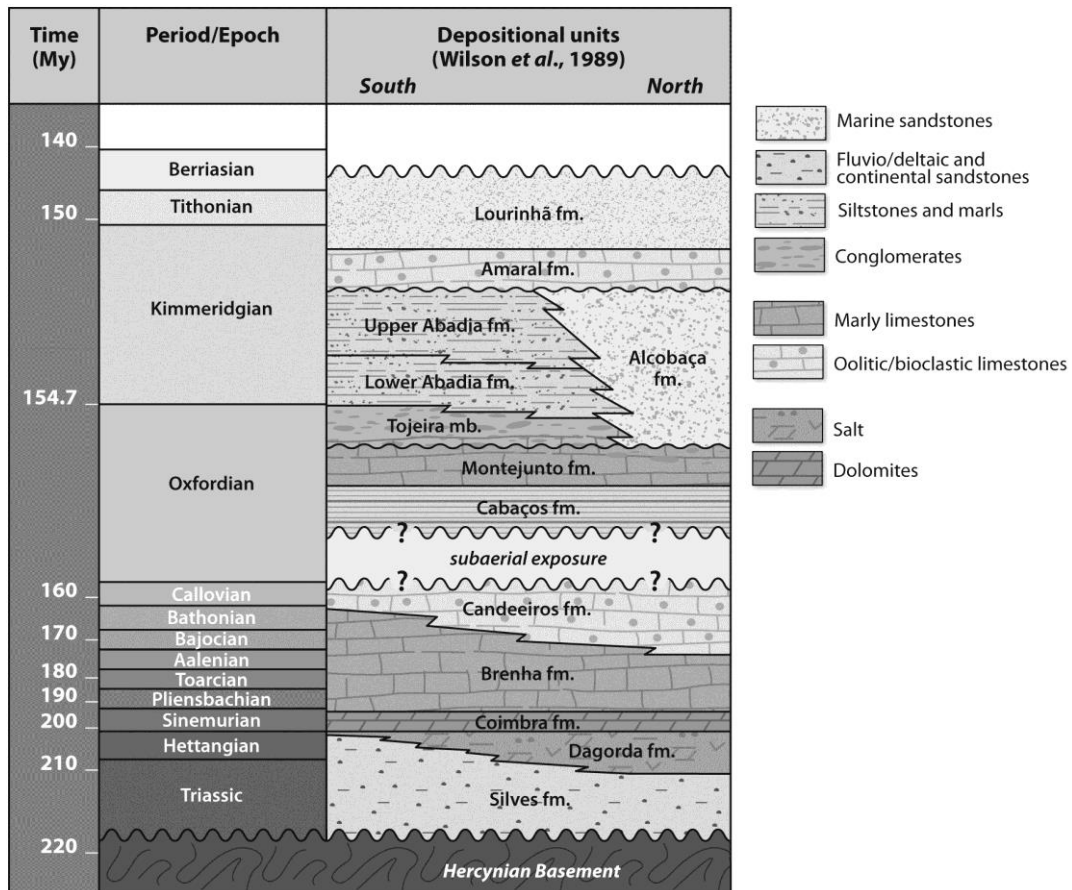 Time
(My)
Period/Epoch
Depositional units
(Wilson et al., 1989)
South
North
140
150
154.7
160
170
180
190
200
210
220
Berriasian
Tithonian
Kimmeridgian
Oxfordian
Callovian
Bathonian
Bajocian
Aalenian
Toarcian
Pliensbachian
Sinemurian
Hettangian
Triassic
Lourinhã fm.
Amaral fm.
Upper Abadia fm.
Alcobaça
fm.
Lower Abadia fm.
Tojeira mb.
Montejunto fm.
Cabaços fm.
?
?
subaerial exposure
?
?
Candeeiros fm.
Brenha fm.
Coimbra fm.
Dagorda fm.
Silves fm.
Hercynian Basement
Marine sandstones
Fluvio/deltaic and
continental sandstones
Siltstones and marls
Conglomerates
Marly limestones
Oolitic/bioclastic limestones
Salt
Dolomites